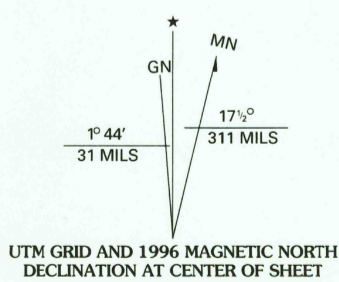 ★
MN
GN
1° 44′
31 MILS
17½°
311 MILS
UTM GRID AND 1996 MAGNETIC NORTH
DECLINATION AT CENTER OF SHEET